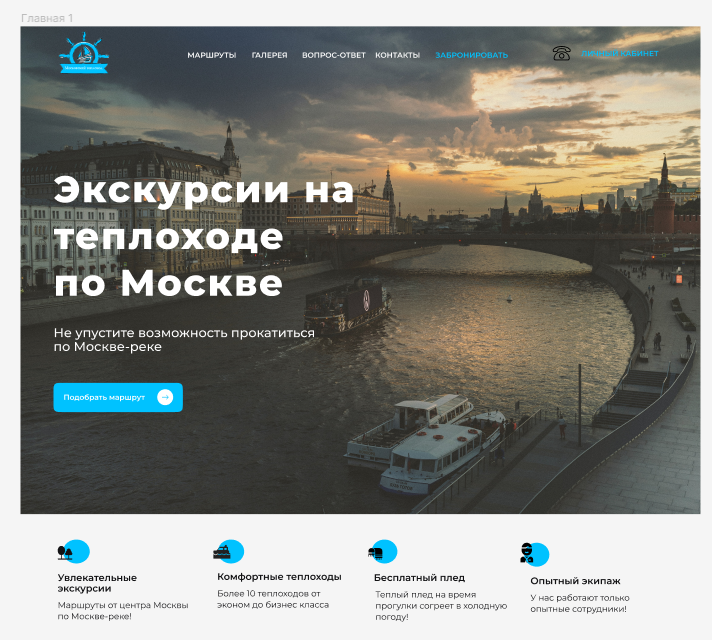 Главная 1
МАРШРУТЫ ГАЛЕРЕЯ ВОПРОС-ОТВЕТ КОНТАКТЫ ЗАБРОНИРОВАТЬ ЛИЧНЫЙ КАБИНЕТ
Экскурсии на
теплоходе
по Москве
Не упустите возможность прокатиться
по Москве-реке
Подобрать маршрут
Увлекательные
экскурсии
Маршруты от центра Москвы
по Москве-реке!
Комфортные теплоходы
Более 10 теплоходов от
эконом до бизнес класса
Бесплатный плед
Теплый плед на время
прогулки согреет в холодную
погоду!
Опытный экипаж
У нас работают только
опытные сотрудники!